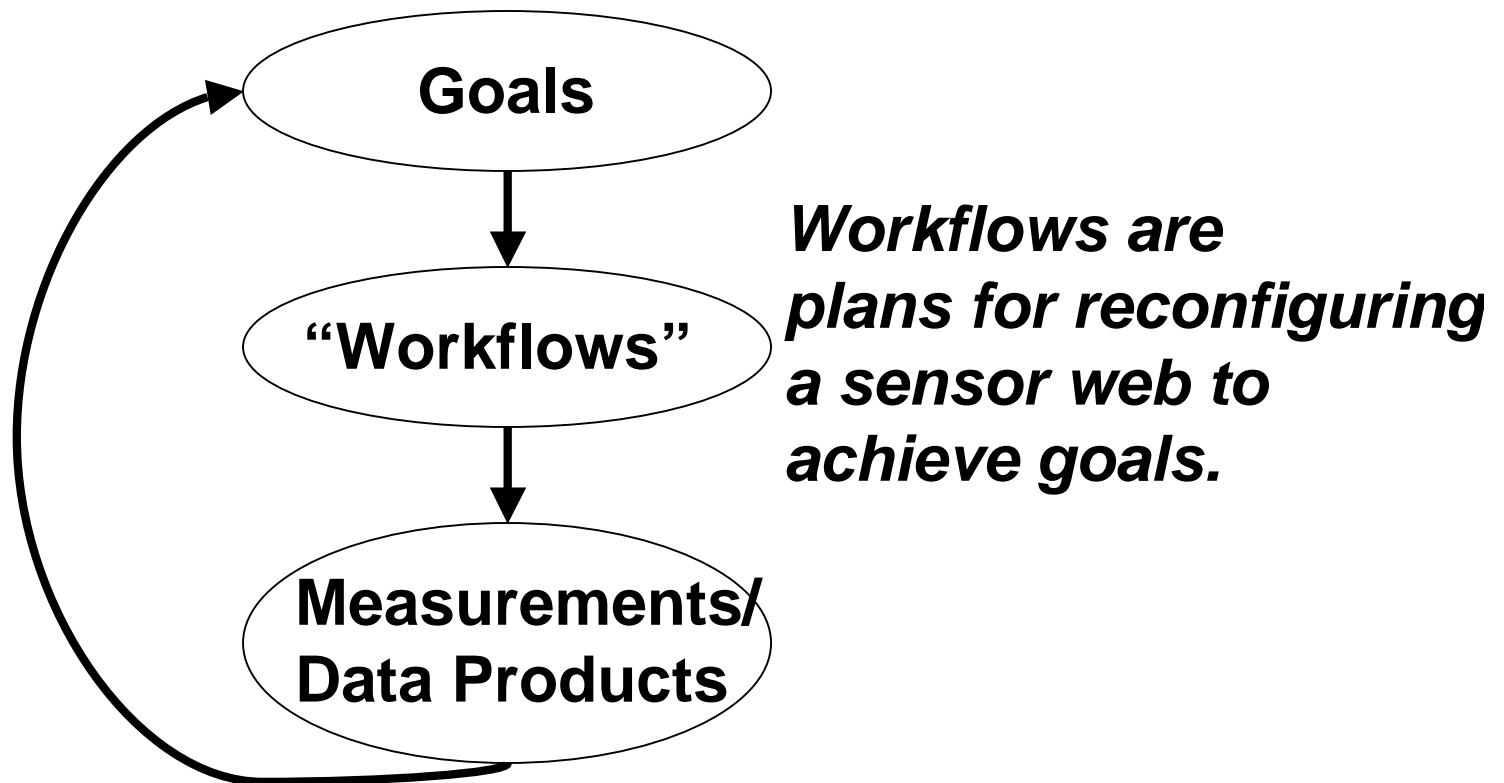 Goals
“Workflows”
Workflows are
plans for reconfiguring
a sensor web to
achieve goals.
Measurements/
Data Products